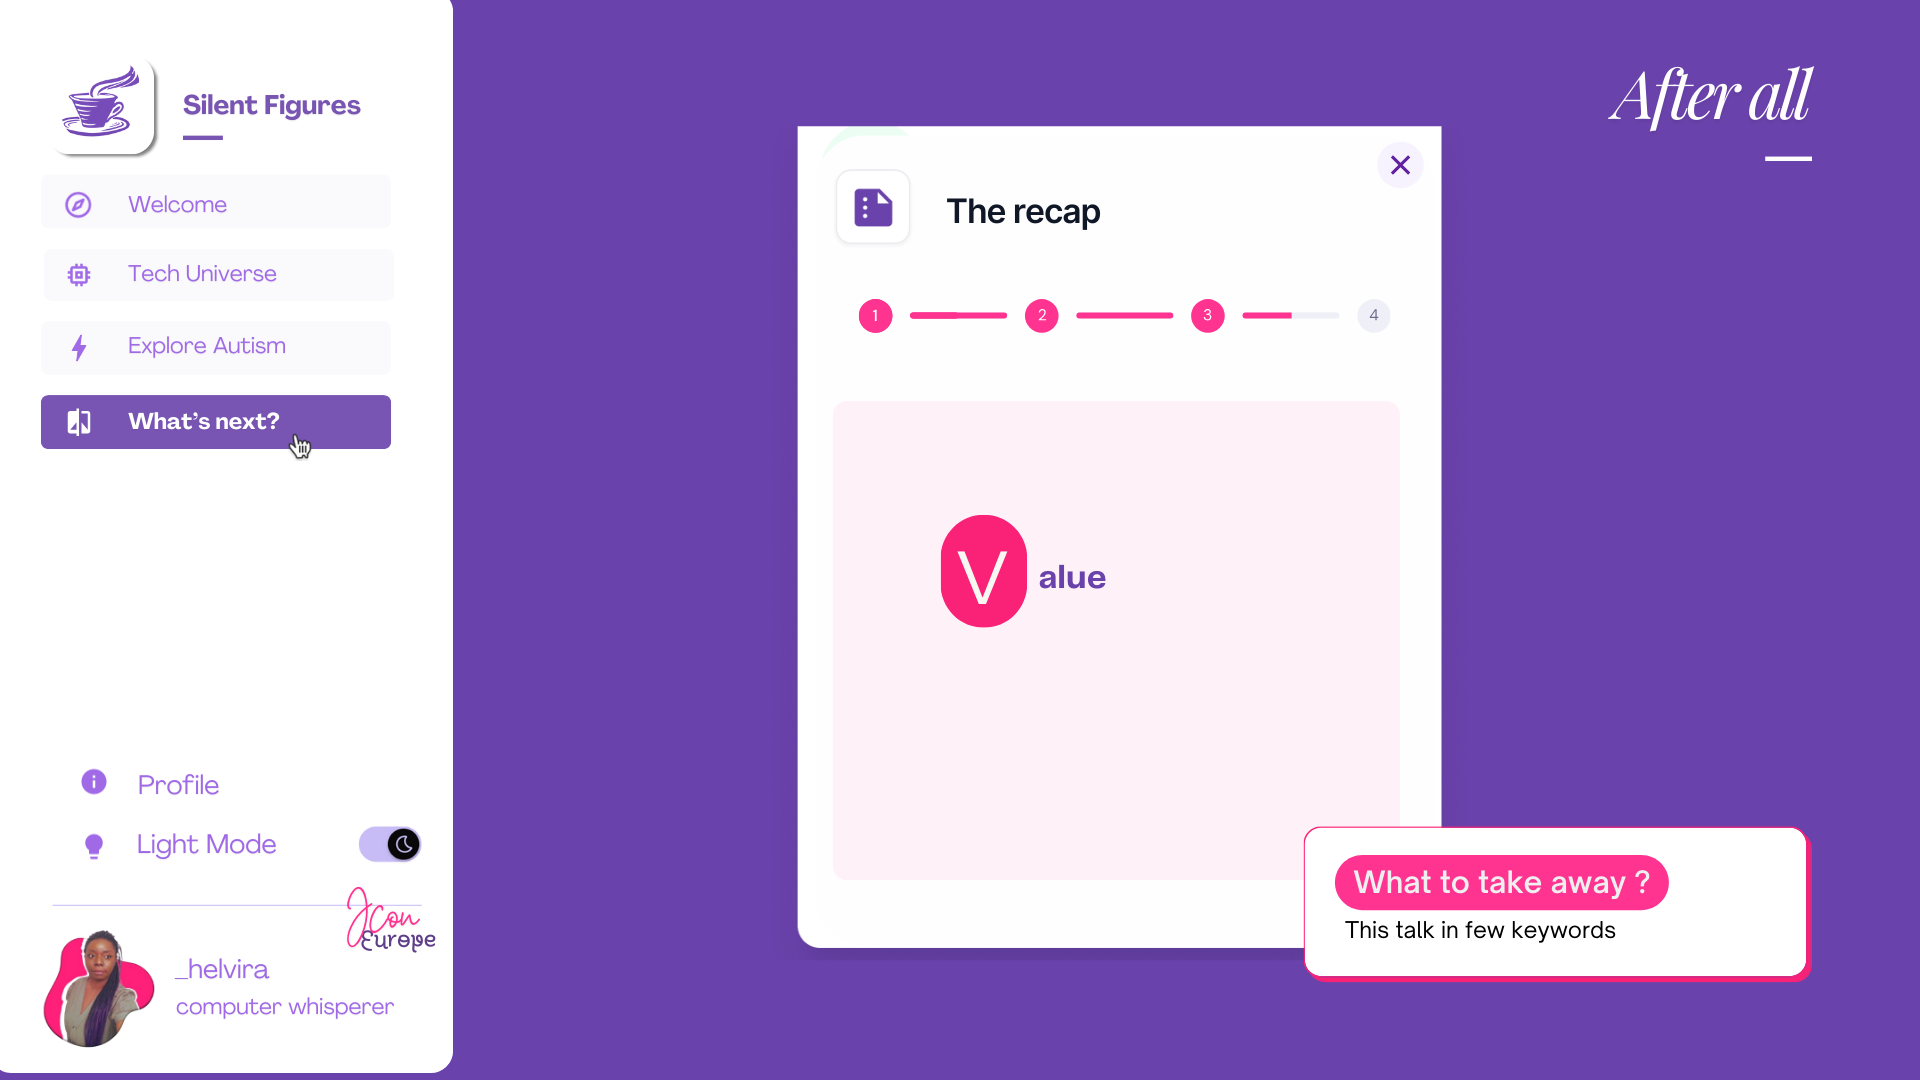 Silent Figures
Welcome
Tech Universe
Explore Autism
What's next?
Profile
Light Mode
JCon
Europe
_helvira
computer whisperer
After all
The recap
1 2 3 4
Value
What to take away ?
This talk in few keywords